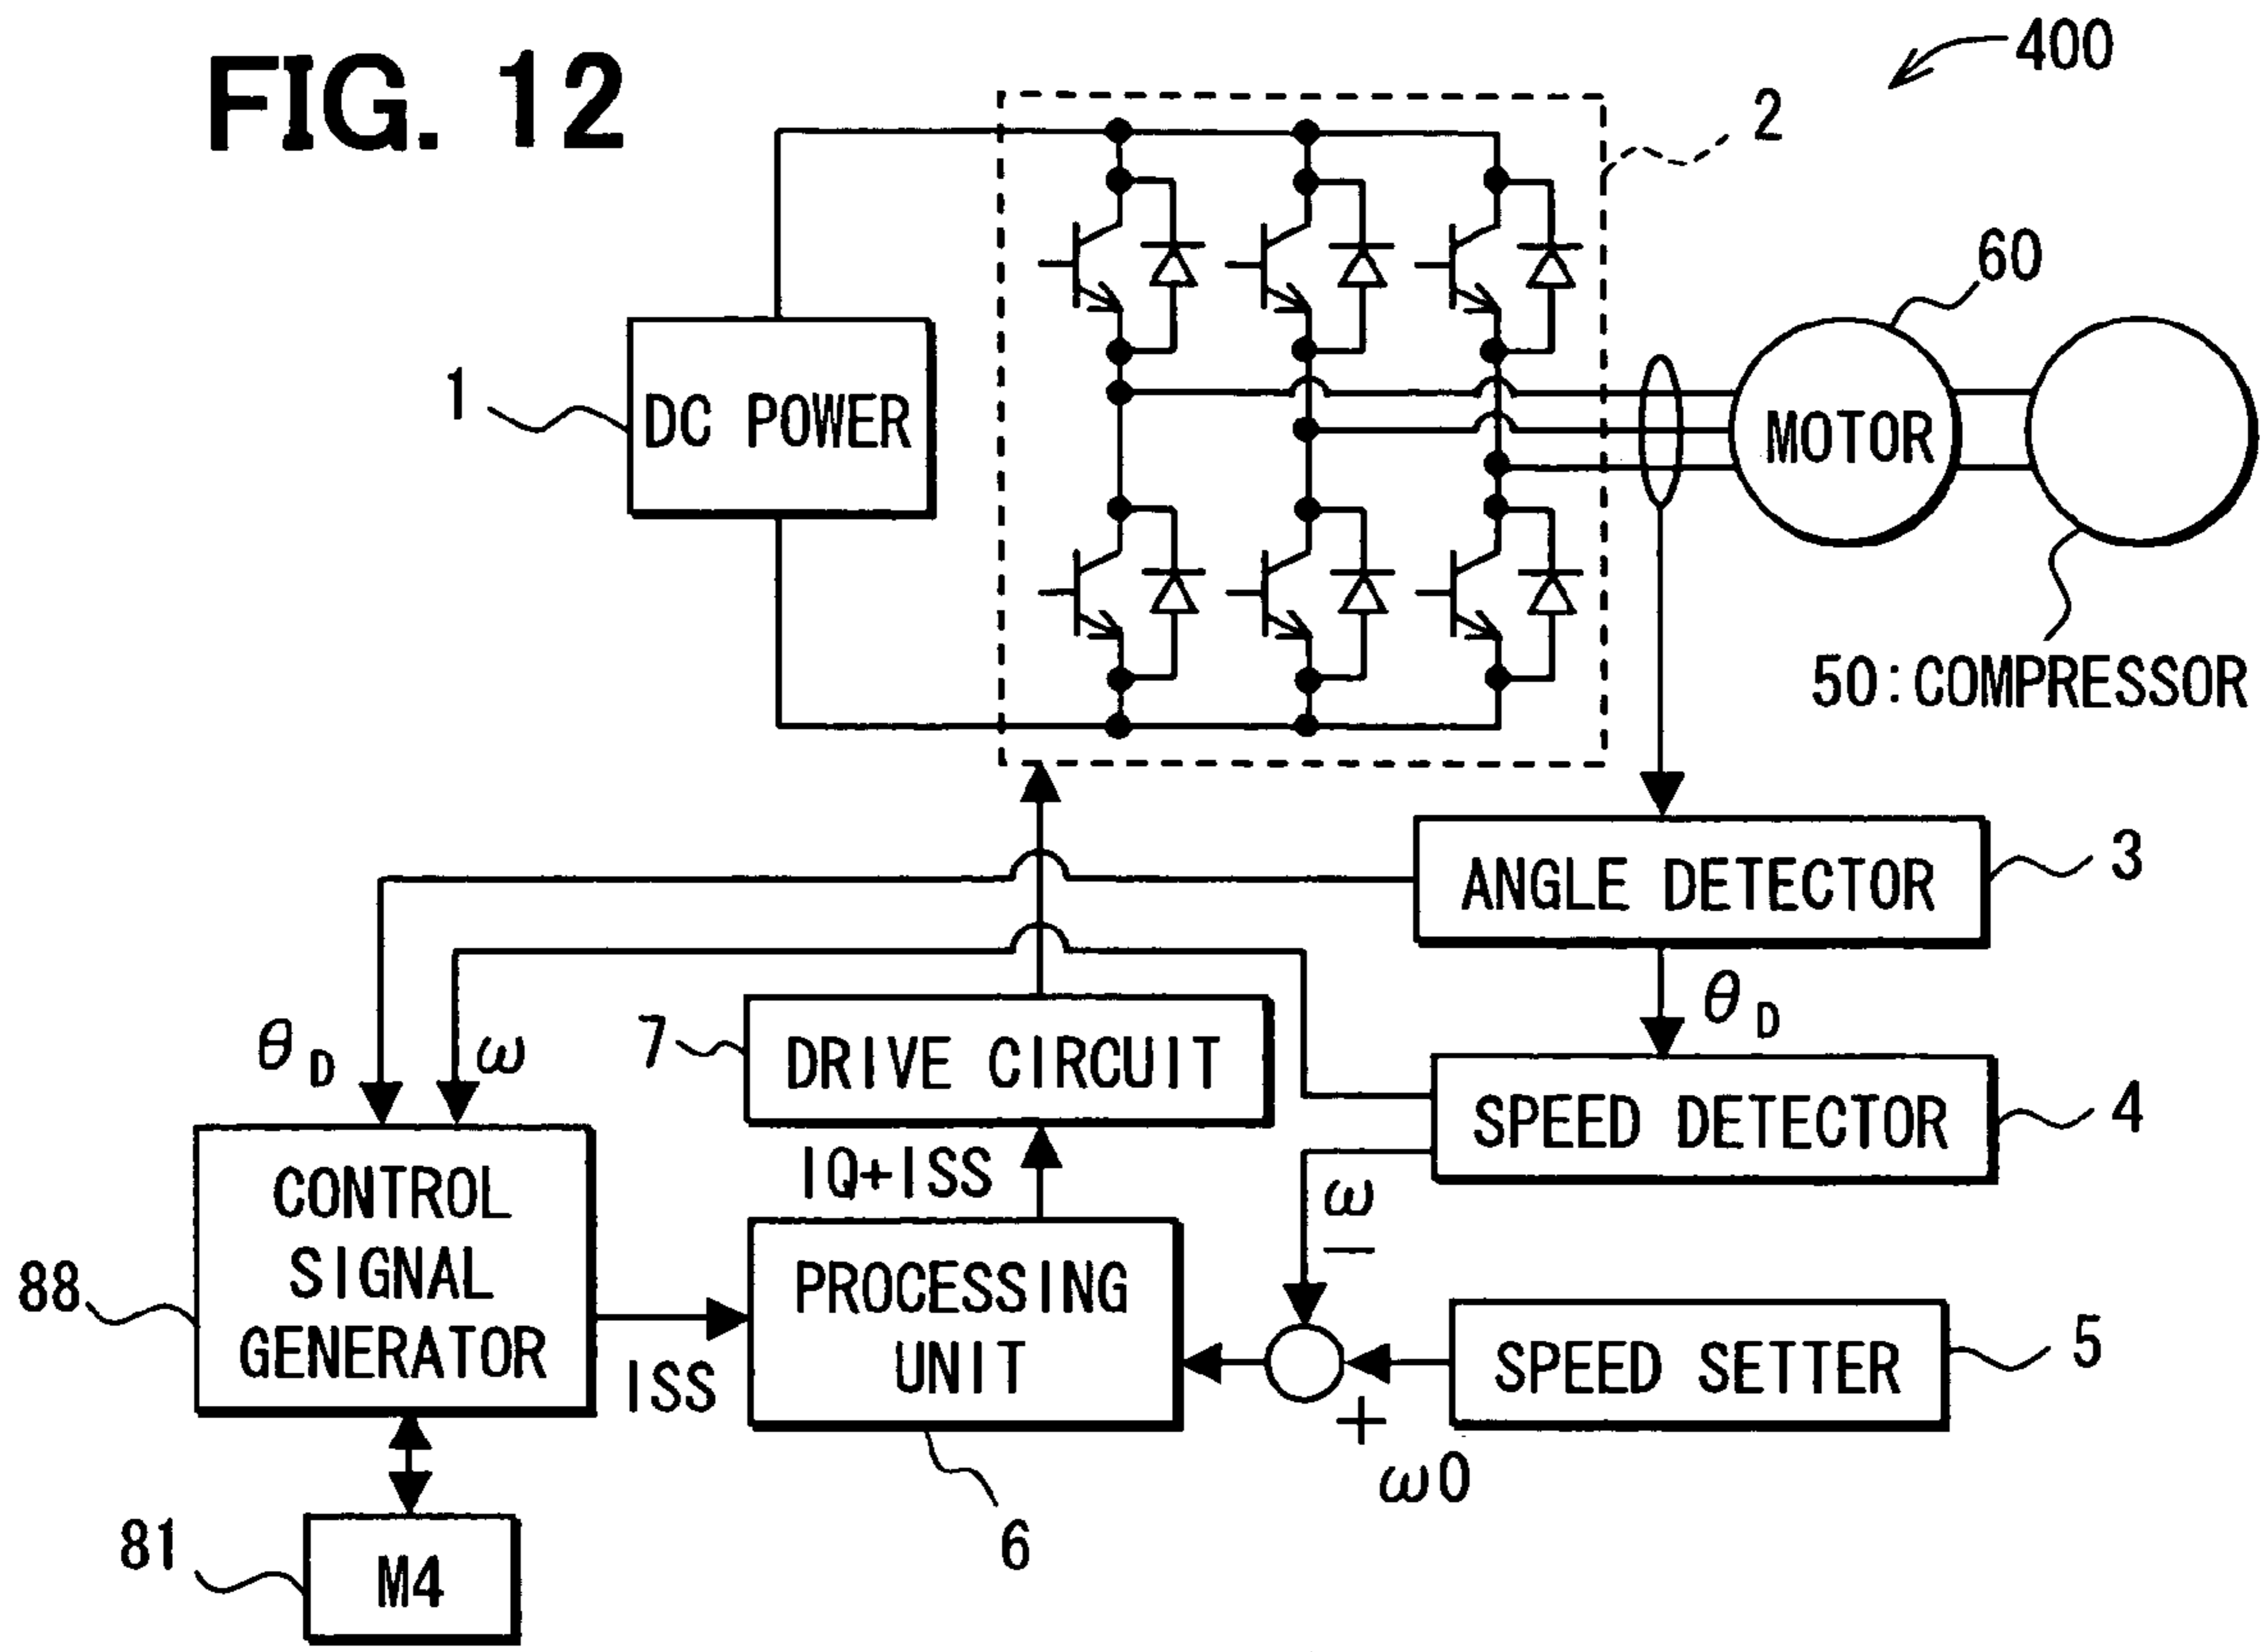 FIG. 12
400
2
60
1
DC POWER
MOTOR
50:COMPRESSOR
3
ANGLE DETECTOR
θD
ω
θD
7
DRIVE CIRCUIT
4
SPEED DETECTOR
IQ+ISS
ω
−
CONTROL
SIGNAL
GENERATOR
88
PROCESSING
UNIT
ISS
SPEED SETTER
5
+
ω0
6
81
M4